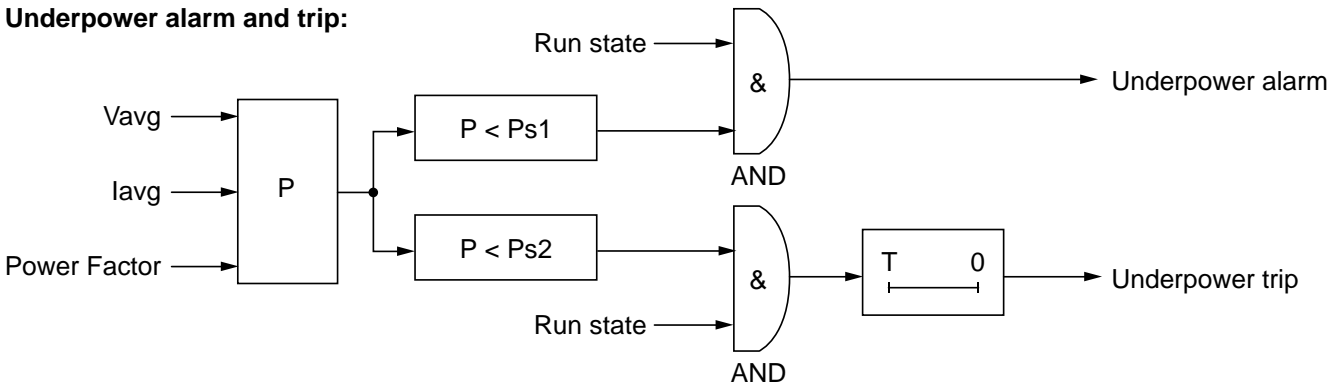 Underpower alarm and trip:
Run state
&
Underpower alarm
Vavg
P < Ps1
AND
Iavg
P
Power Factor
P < Ps2
&
T 0
Underpower trip
Run state
AND